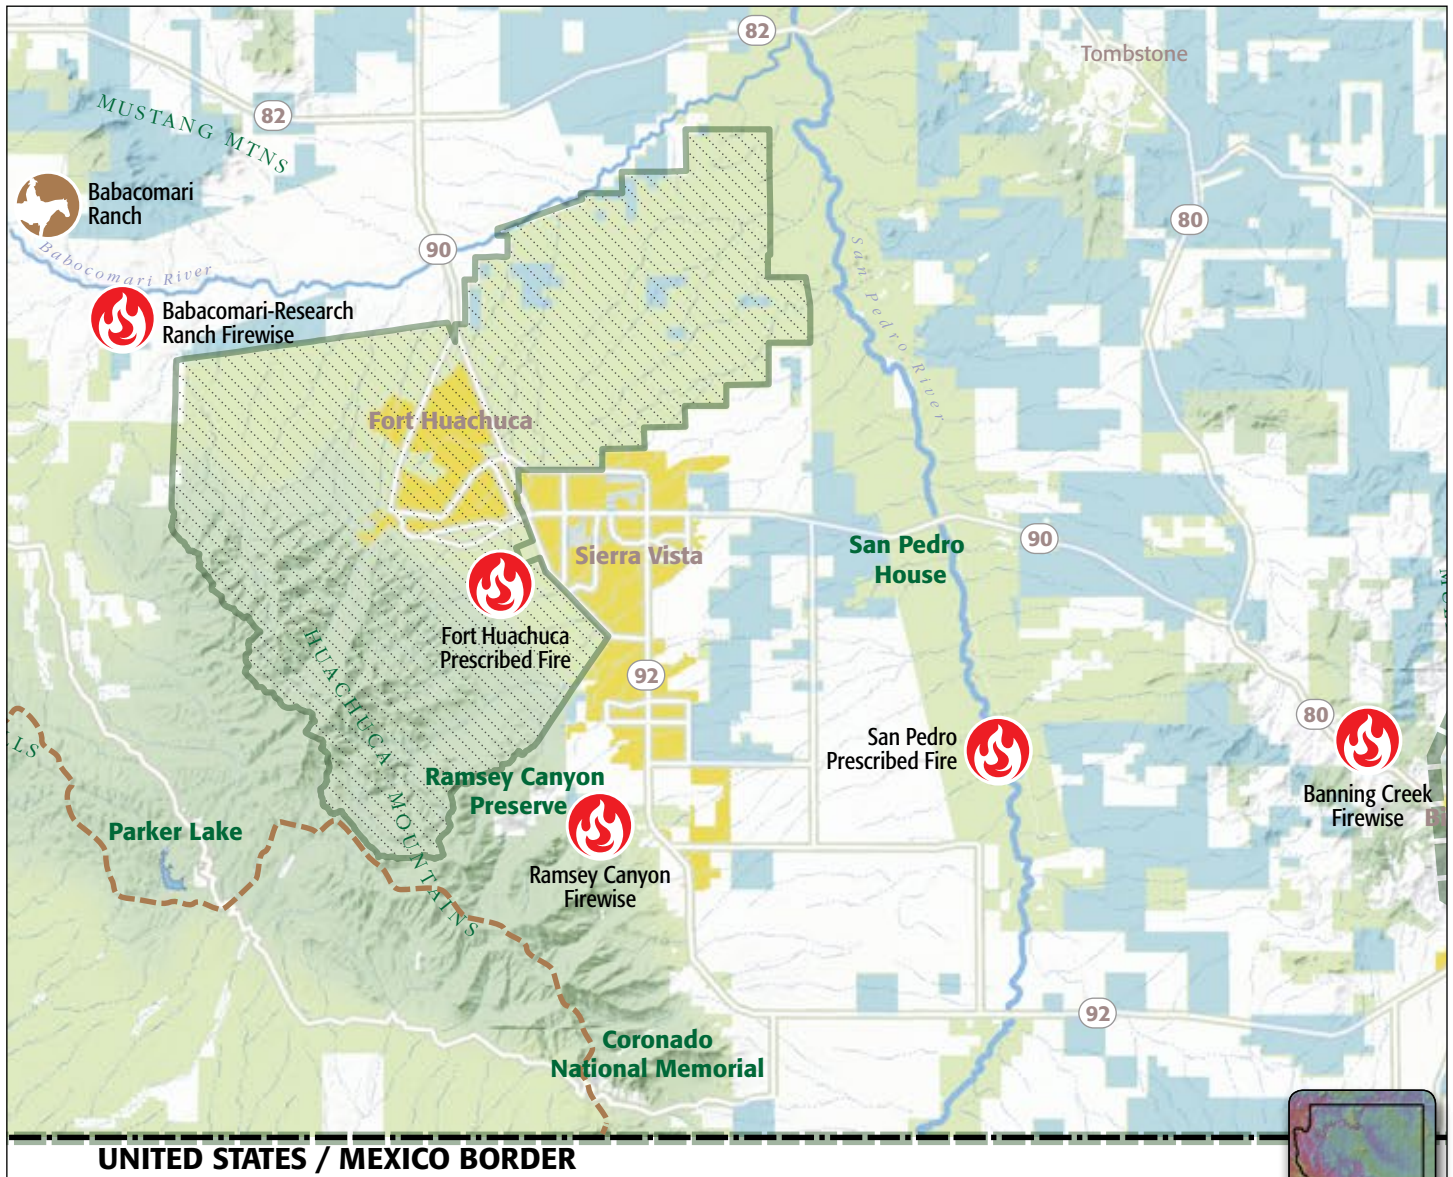 82
Tombstone
MUSTANG MTNS
82
Babacomari
Ranch
80
90
Babocomari River
San Pedro River
Babacomari-Research
Ranch Firewise
Fort Huachuca
San Pedro
House
90
Sierra Vista
Fort Huachuca
Prescribed Fire
HUACHUCA MOUNTAINS
92
80
LLS
San Pedro
Prescribed Fire
Ramsey Canyon
Preserve
Banning Creek
Firewise
Parker Lake
Ramsey Canyon
Firewise
92
Coronado
National Memorial
UNITED STATES / MEXICO BORDER